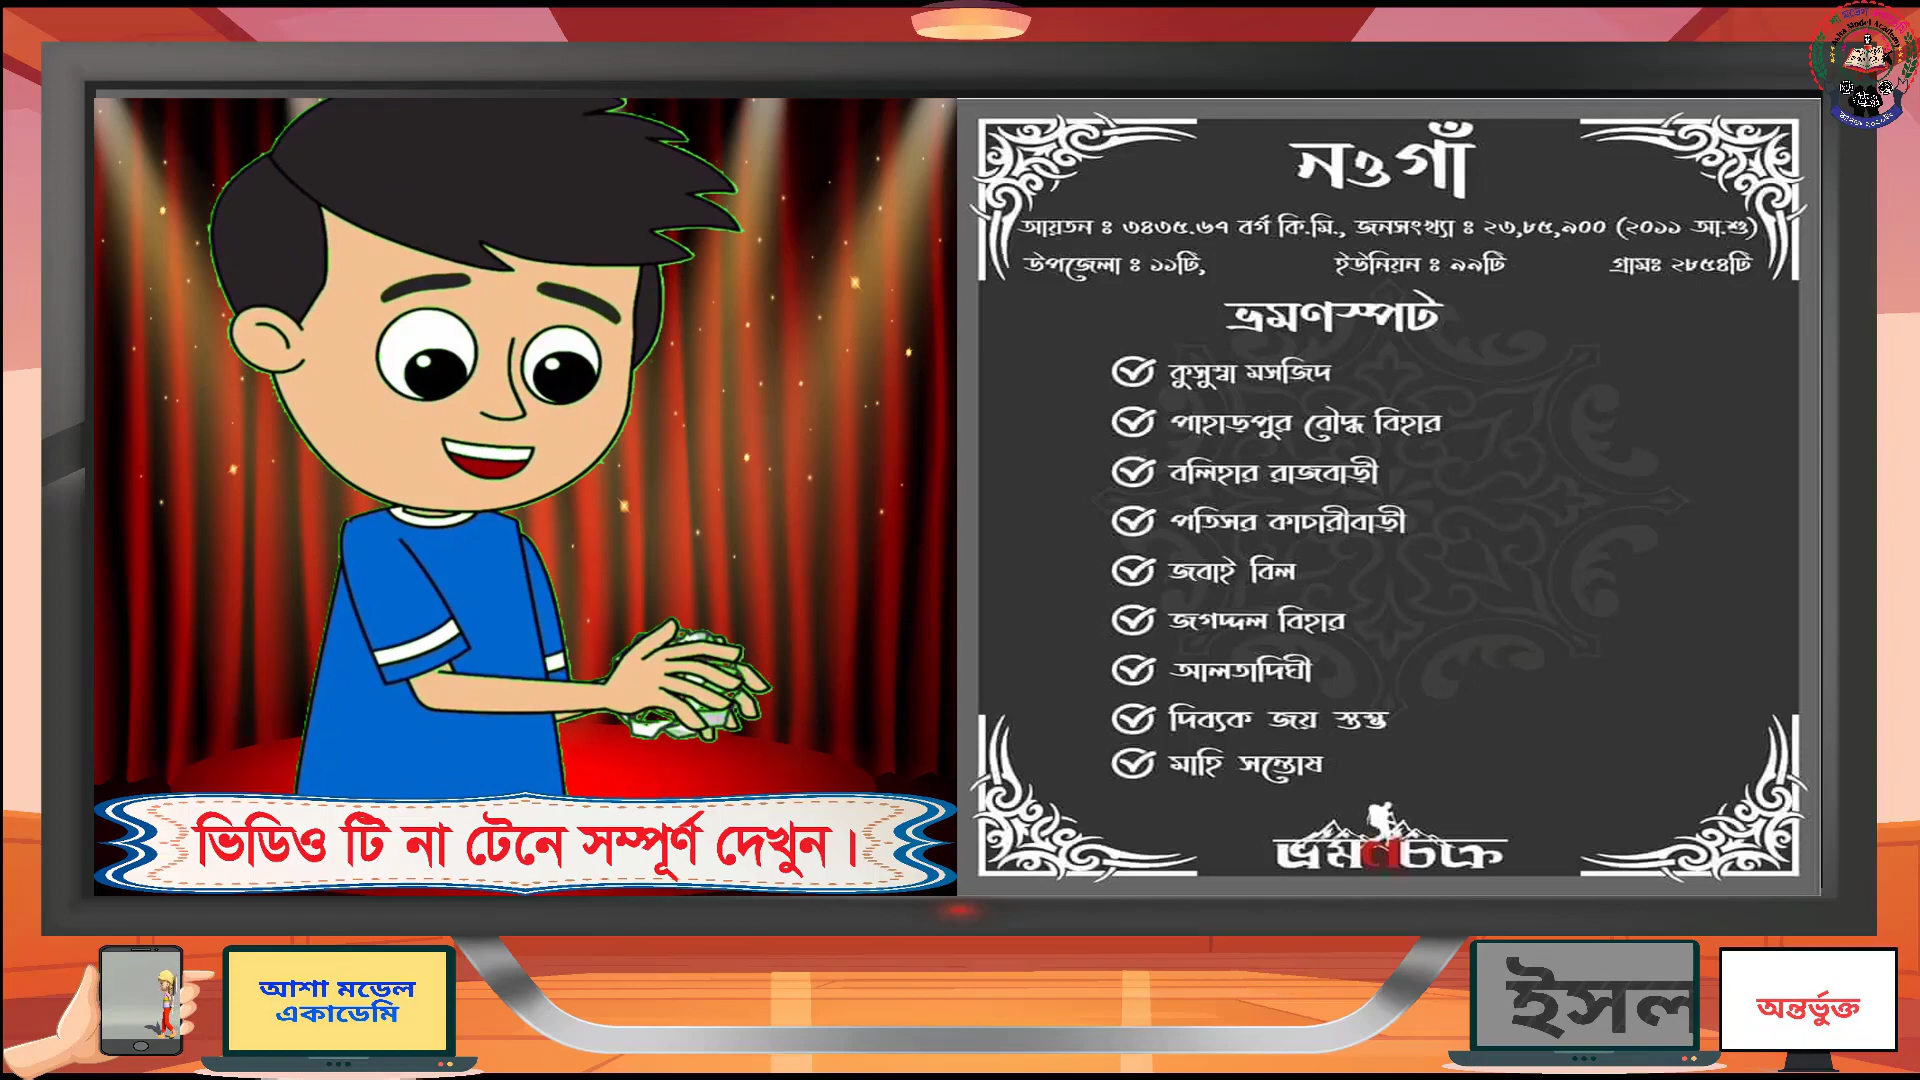 নওগাঁ
আয়তন ঃ ৩৪৩৫.৬৭ বর্গ কি.মি., জনসংখ্যা ঃ ২৩,৮৫,৯০০ (২০১১ আ.শু)
উপজেলা ঃ ১১টি, ইউনিয়ন ঃ ৯৯টি গ্রামঃ ২৮৫৪টি
ভ্রমণস্পট
কুসুম্বা মসজিদ
পাহাড়পুর বৌদ্ধ বিহার
বলিহার রাজবাড়ী
পতিসর কাচারীবাড়ী
জবাই বিল
জগদ্দল বিহার
আলতাদিঘী
দিব্যক জয় স্তম্ভ
মাহি সন্তোষ
ভ্রমণচক্র
ভিডিও টি না টেনে সম্পূর্ণ দেখুন।
আশা মডেল
একাডেমি
ইসল
অন্তর্ভুক্ত